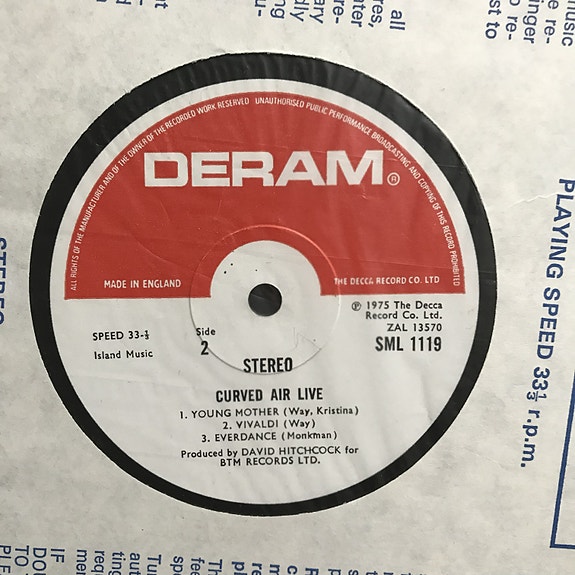 ALL RIGHTS OF THE MANUFACTURER AND OF THE OWNER OF THE RECORDED WORK RESERVED UNAUTHORISED PUBLIC PERFORMANCE BROADCASTING AND COPYING OF THIS RECORD PROHIBITED
DERAM®
MADE IN ENGLAND
THE DECCA RECORD CO. LTD
℗ 1975 The Decca
Record Co. Ltd.
ZAL 13570
SML 1119
SPEED 33-⅓
Island Music
Side
2
STEREO
CURVED AIR LIVE
1. YOUNG MOTHER (Way, Kristina)
2. VIVALDI (Way)
3. EVERDANCE (Monkman)
Produced by DAVID HITCHCOCK for
BTM RECORDS LTD.
PLAYING SPEED 33⅓ r.p.m.
STEREO
music